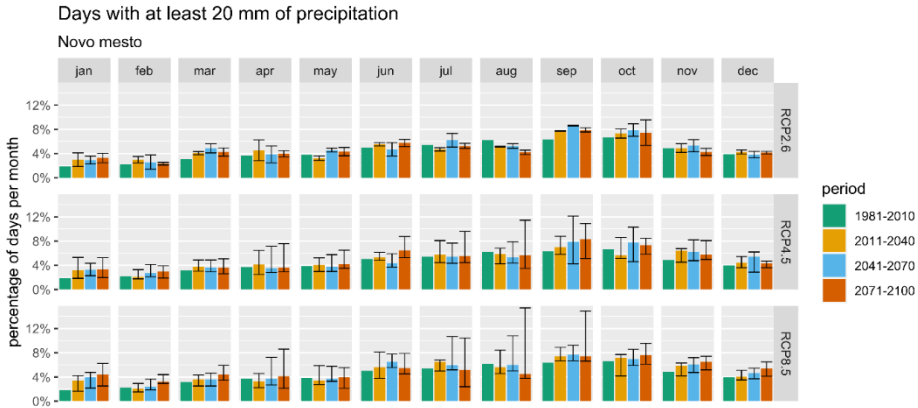 Days with at least 20 mm of precipitation
Novo mesto
jan feb mar apr may jun jul aug sep oct nov dec
percentage of days per month
12%
8%
4%
0%
RCP2.6
12%
8%
4%
0%
RCP4.5
12%
8%
4%
0%
RCP8.5
period
1981-2010
2011-2040
2041-2070
2071-2100